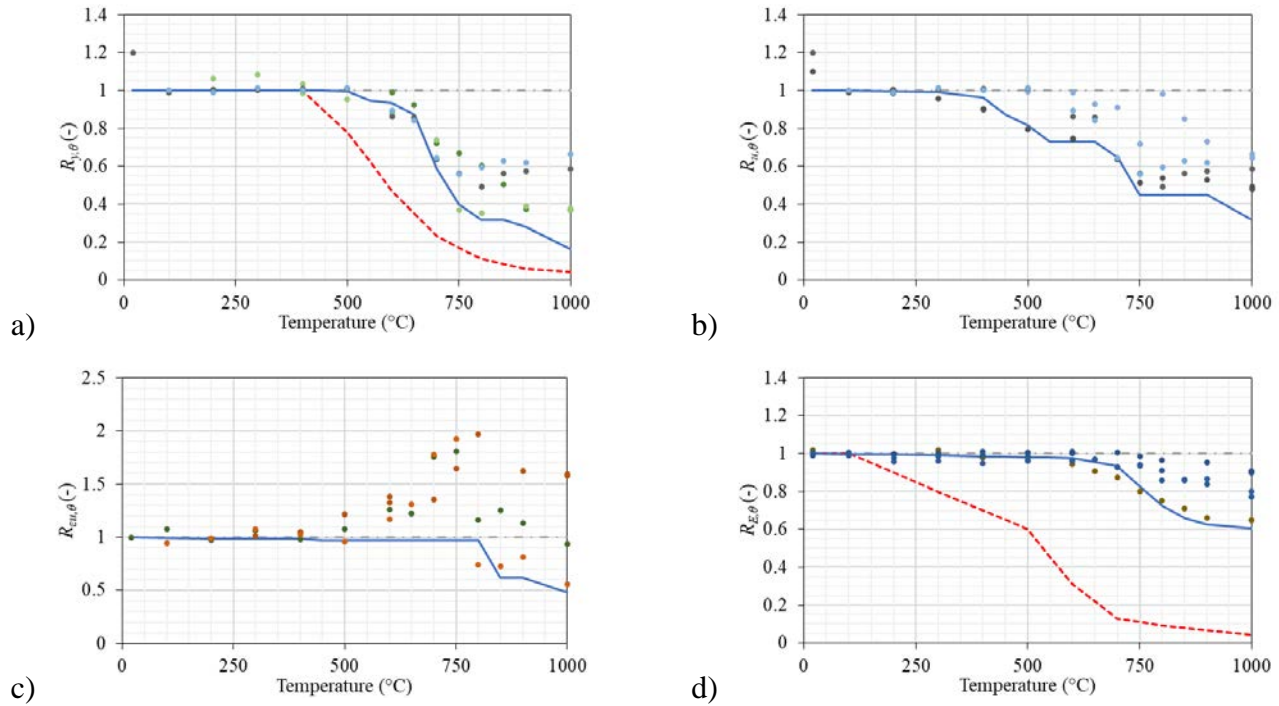 1.4
1.2
1
0.8
0.6
0.4
0.2
0
R_{y,θ} (-)
0 250 500 750 1000
Temperature (°C)
a)
1.4
1.2
1
0.8
0.6
0.4
0.2
0
R_{u,θ} (-)
0 250 500 750 1000
Temperature (°C)
b)
2.5
2
1.5
1
0.5
0
R_{εu,θ} (-)
0 250 500 750 1000
Temperature (°C)
c)
1.4
1.2
1
0.8
0.6
0.4
0.2
0
R_{E,θ} (-)
0 250 500 750 1000
Temperature (°C)
d)